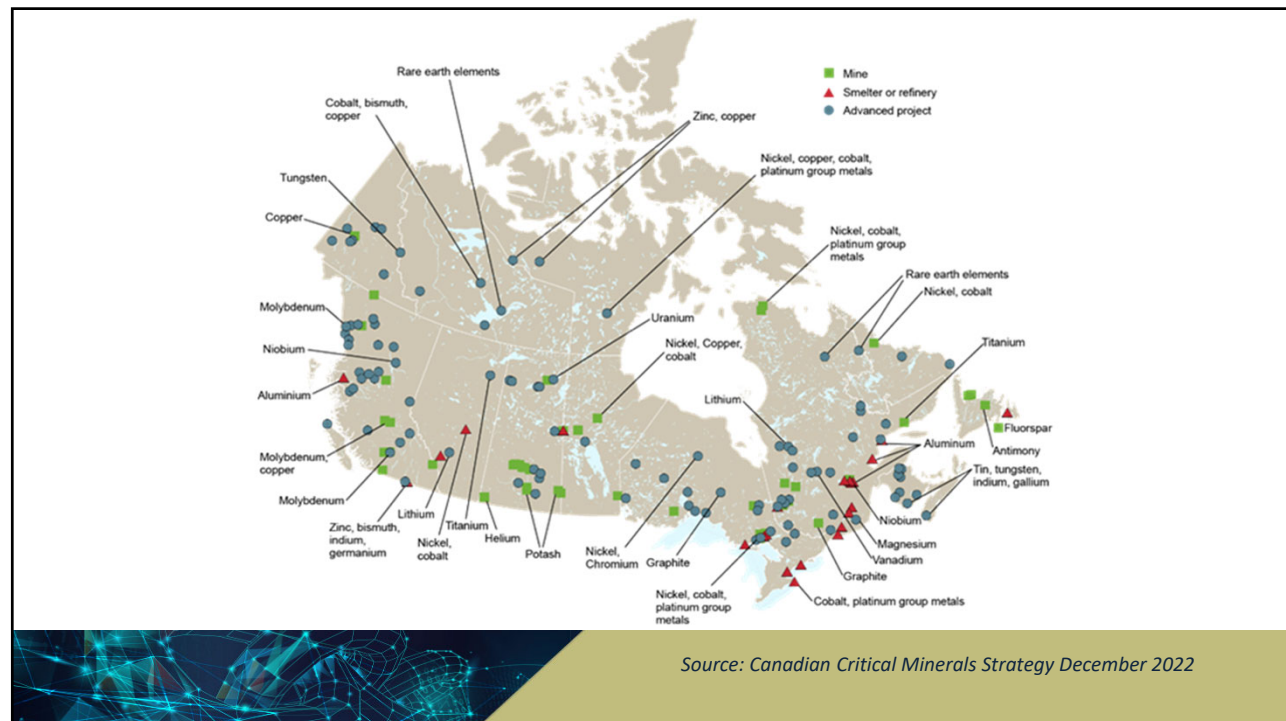 Rare earth elements
Cobalt, bismuth,
copper
Zinc, copper
Mine
Smelter or refinery
Advanced project
Nickel, copper, cobalt,
platinum group metals
Tungsten
Copper
Nickel, cobalt,
platinum group
metals
Rare earth elements
Nickel, cobalt
Molybdenum
Uranium
Titanium
Niobium
Nickel, Copper,
cobalt
Aluminium
Lithium
Fluorspar
Aluminum
Antimony
Molybdenum,
copper
Tin, tungsten,
indium, gallium
Molybdenum
Niobium
Lithium
Titanium
Zinc, bismuth,
indium,
germanium
Helium
Nickel,
cobalt
Potash
Nickel,
Chromium
Graphite
Magnesium
Vanadium
Graphite
Nickel, cobalt,
platinum group
metals
Cobalt, platinum group metals
Source: Canadian Critical Minerals Strategy December 2022